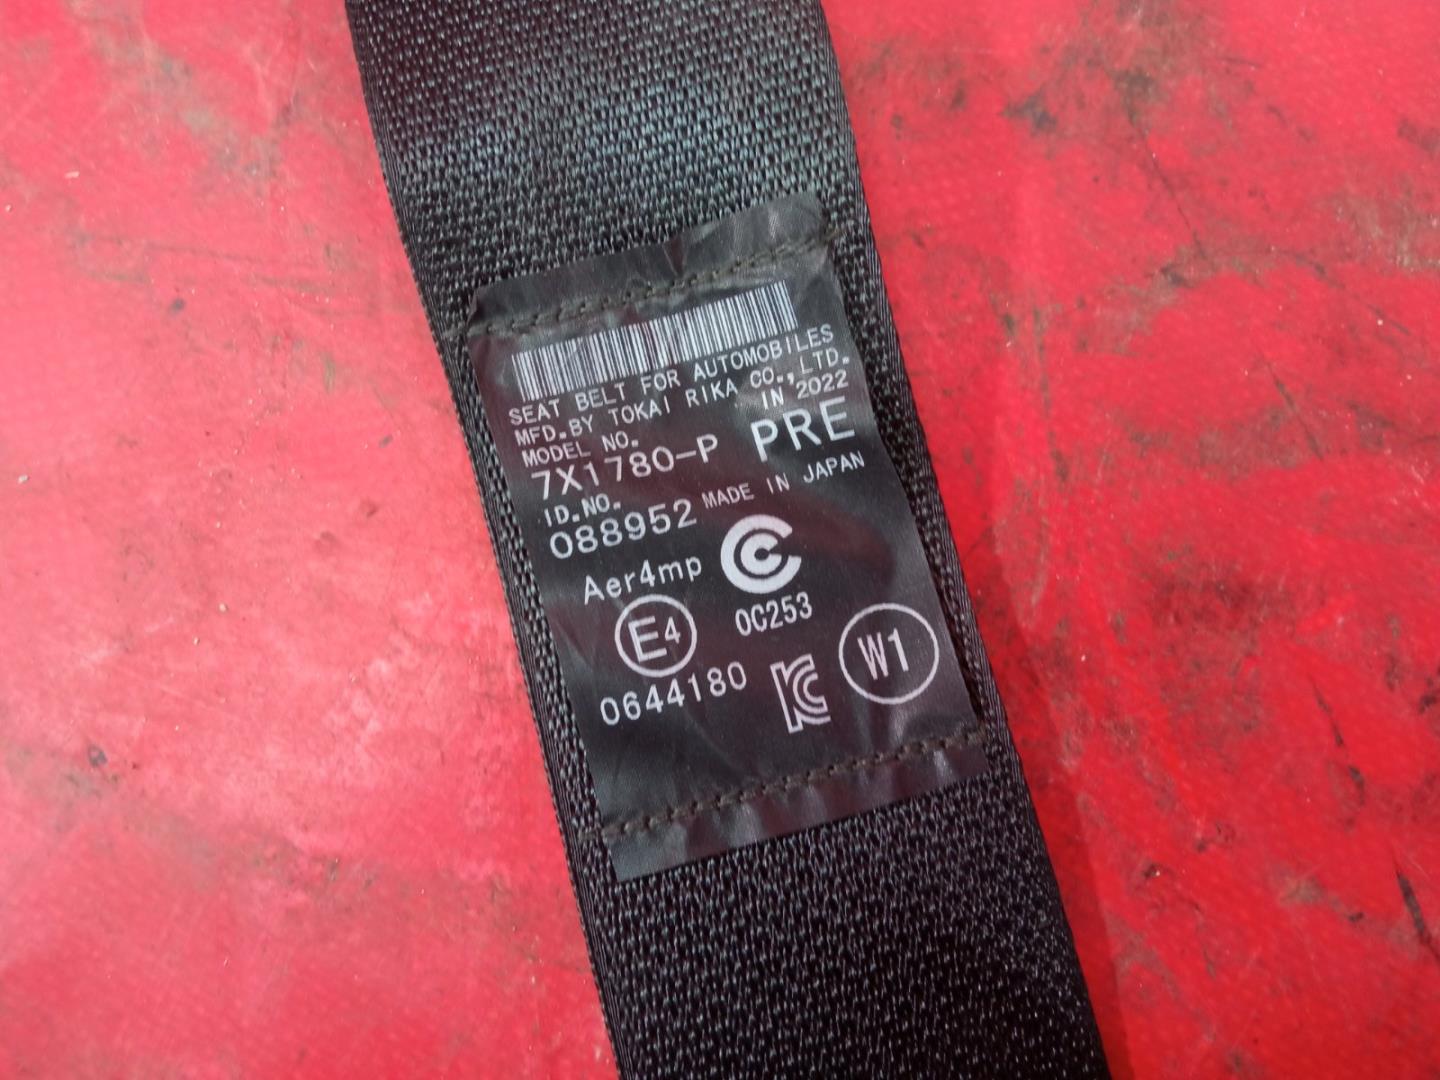 SEAT BELT FOR AUTOMOBILES
MFD.BY TOKAI RIKA CO.,LTD.
MODEL NO. IN 2022
7X1780-P PRE
ID.NO.
088952 MADE IN JAPAN
Aer4mp
E4 0C253
0644180 W1